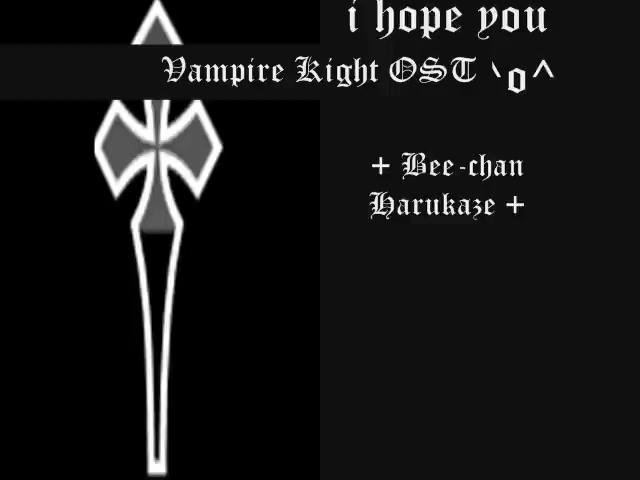 i hope you
Vampire Kight OST `o^
+ Bee-chan
Harukaze +